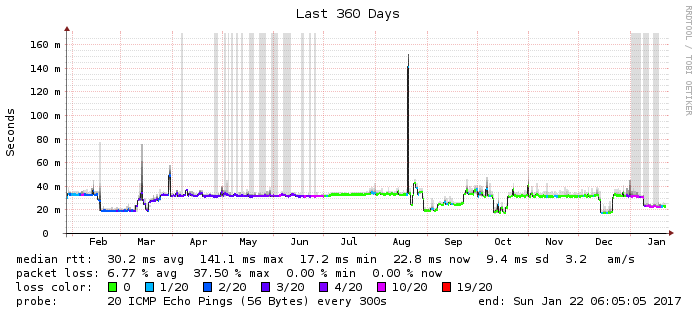 Last 360 Days
RRDTOOL / TOBI OETIKER
Seconds
160 m
140 m
120 m
100 m
80 m
60 m
40 m
20 m
0
Feb Mar Apr May Jun Jul Aug Sep Oct Nov Dec Jan
median rtt: 30.2 ms avg 141.1 ms max 17.2 ms min 22.8 ms now 9.4 ms sd 3.2 am/s
packet loss: 6.77 % avg 37.50 % max 0.00 % min 0.00 % now
loss color: 0 1/20 2/20 3/20 4/20 10/20 19/20
probe: 20 ICMP Echo Pings (56 Bytes) every 300s end: Sun Jan 22 06:05:05 2017